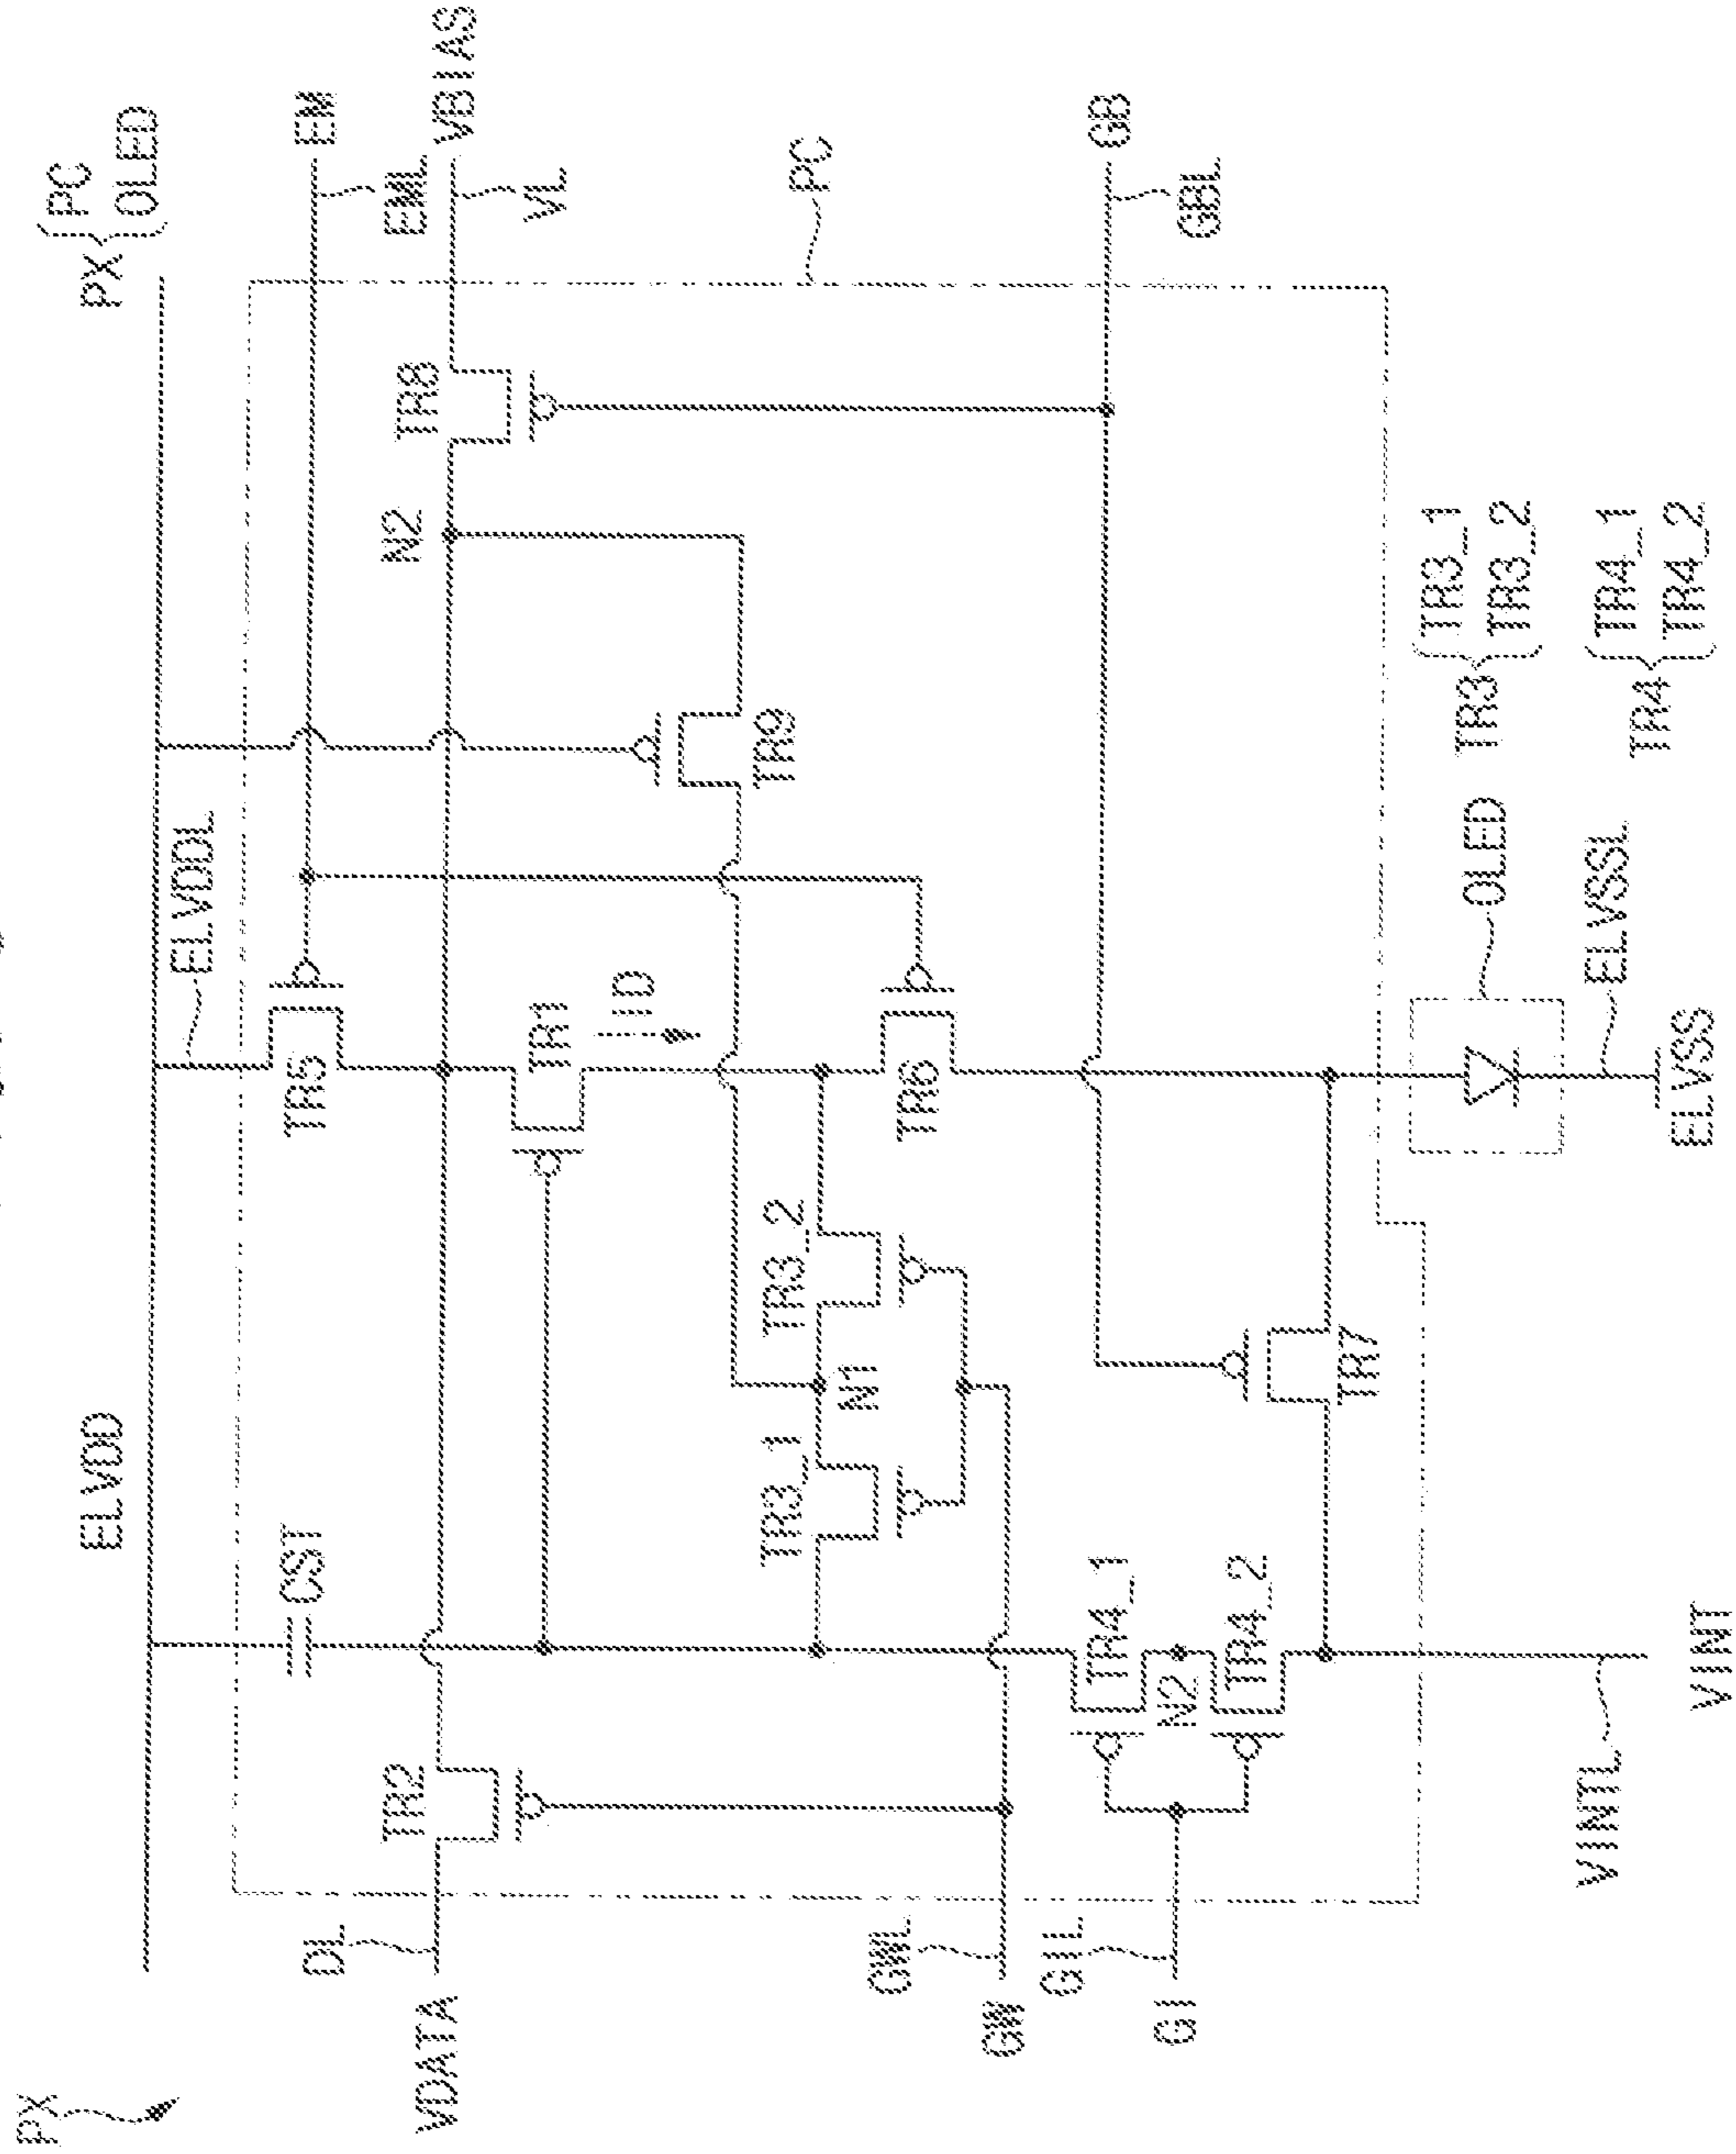 PX
ELVDD
PX
PC
OLED
ELVDDL
DL
VDATA
CST
TR5
EM
EML
VBIAS
VL
TR2
TR1
ID
N2
TR8
TR9
PC
TR3_1
N1
TR3_2
TR6
GWL
GW
GIL
GI
TR4_1
N2
TR4_2
TR7
GB
GBL
OLED
ELVSSL
ELVSS
VINTL
VINT
TR3
TR3_1
TR3_2
TR4
TR4_1
TR4_2